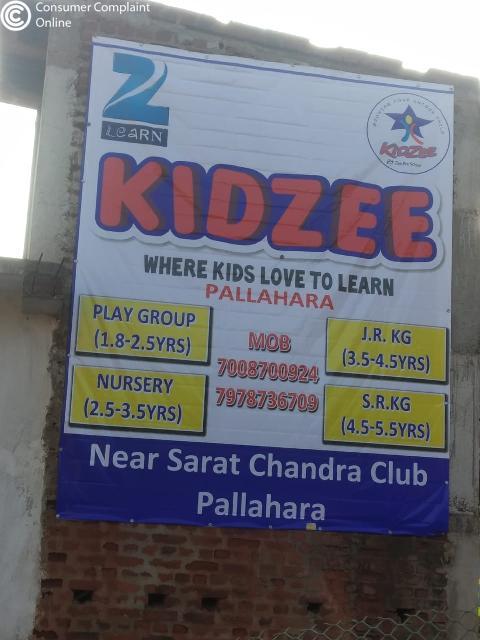 Consumer Complaint
Online
Z
LEARN
KIDZEE
KIDZEE
WHERE KIDS LOVE TO LEARN
PALLAHARA
PLAY GROUP
(1.8-2.5YRS)
NURSERY
(2.5-3.5YRS)
MOB
7008700924
7978736709
J.R. KG
(3.5-4.5YRS)
S.R.KG
(4.5-5.5YRS)
Near Sarat Chandra Club
Pallahara